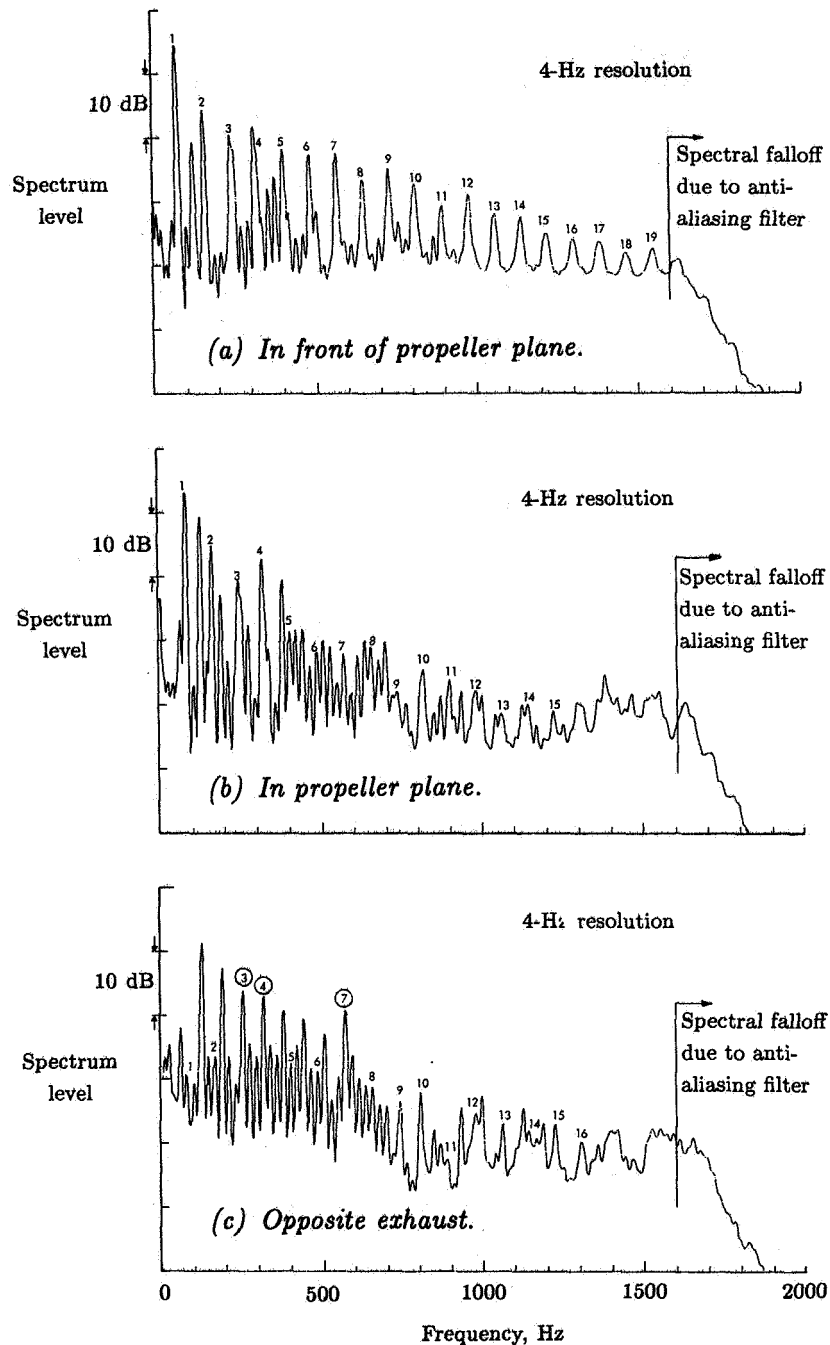 1
4-Hz resolution
10 dB
2
3
4
5
6
7
8
9
10
11
12
13
14
15
16
17
18
19
Spectrum
level
Spectral falloff
due to anti-
aliasing filter
(a) In front of propeller plane.
1
4-Hz resolution
10 dB
2
3
4
5
6
7
8
9
10
11
12
13
14
15
Spectrum
level
Spectral falloff
due to anti-
aliasing filter
(b) In propeller plane.
4-Hz resolution
10 dB
1
2
3
4
5
6
7
8
9
10
11
12
13
14
15
16
Spectrum
level
Spectral falloff
due to anti-
aliasing filter
(c) Opposite exhaust.
0 500 1000 1500 2000
Frequency, Hz